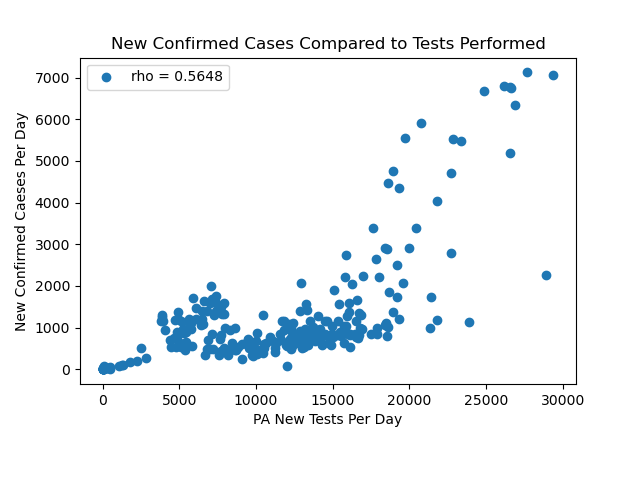 New Confirmed Cases Compared to Tests Performed
rho = 0.5648
7000
6000
5000
4000
3000
2000
1000
0
New Confirmed Caeses Per Day
0 5000 10000 15000 20000 25000 30000
PA New Tests Per Day